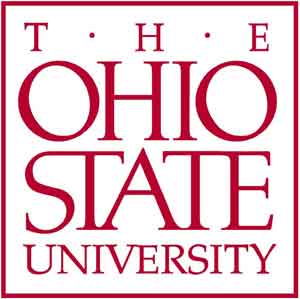 T · H · E
OHIO
STATE
UNIVERSITY